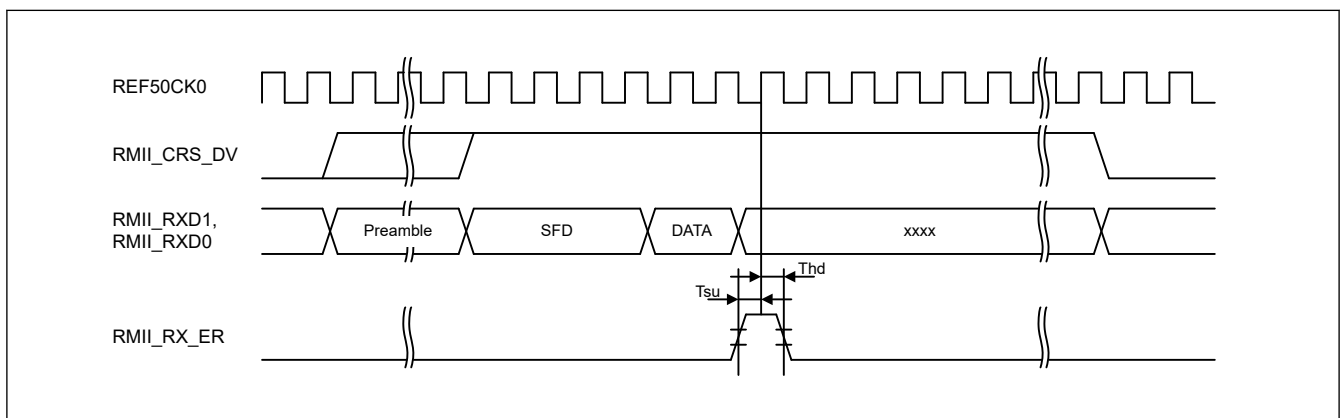 REF50CK0
RMII_CRS_DV
RMII_RXD1,
RMII_RXD0
Preamble
SFD
DATA
xxxx
Thd
Tsu
RMII_RX_ER